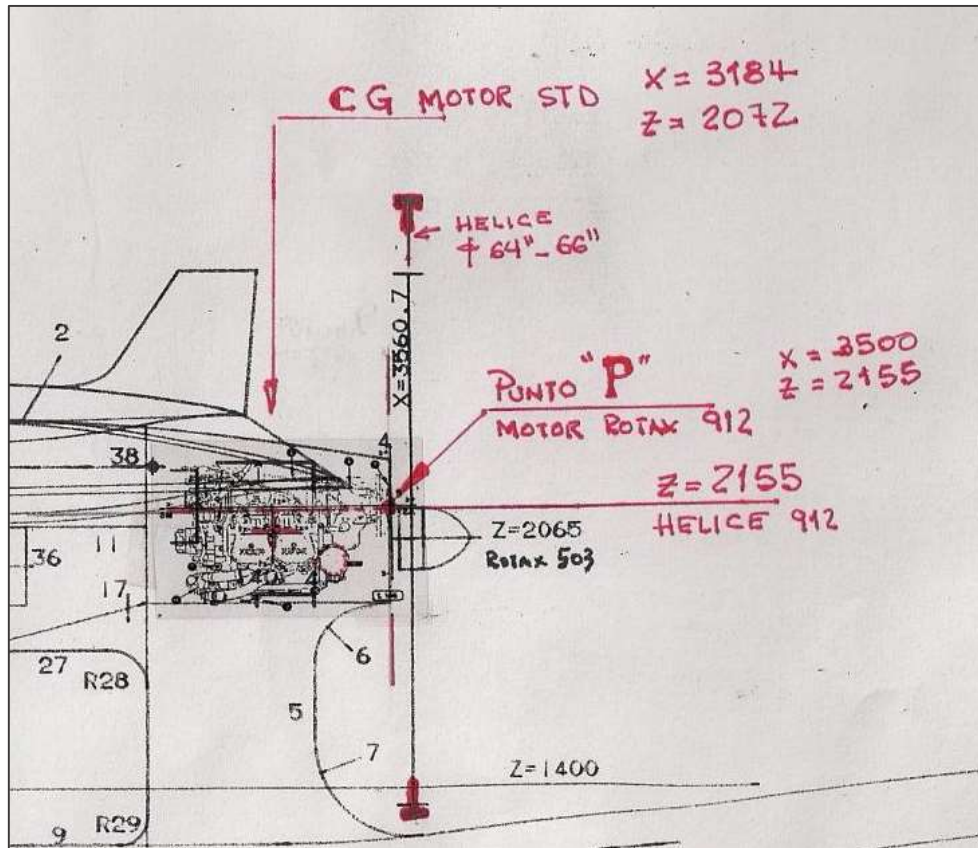 CG MOTOR STD
X = 3184
Z = 2072
HELICE
ϕ 64"-66"
2
X=3560.7
PUNTO "P"
MOTOR ROTAX 912
X = 3500
Z = 2155
4
38
Z = 2155
HELICE 912
Z=2065
ROTAX 503
36
11
17
27
R28
6
5
7
Z=1400
9
R29